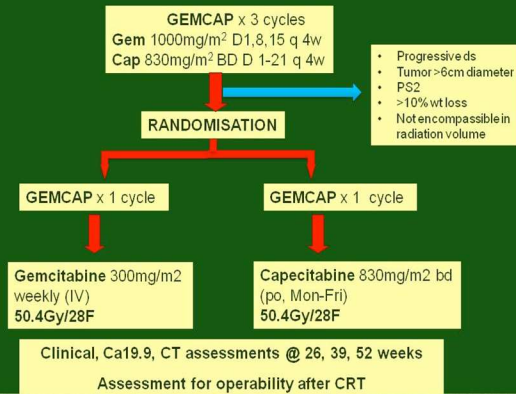 GEMCAP x 3 cycles
Gem 1000mg/m² D1,8,15 q 4w
Cap 830mg/m² BD D 1-21 q 4w
• Progressive ds
• Tumor >6cm diameter
• PS2
• >10% wt loss
• Not encompassible in
radiation volume
RANDOMISATION
GEMCAP x 1 cycle
GEMCAP x 1 cycle
Gemcitabine 300mg/m2
weekly (IV)
50.4Gy/28F
Capecitabine 830mg/m2 bd
(po, Mon-Fri)
50.4Gy/28F
Clinical, Ca19.9, CT assessments @ 26, 39, 52 weeks
Assessment for operability after CRT